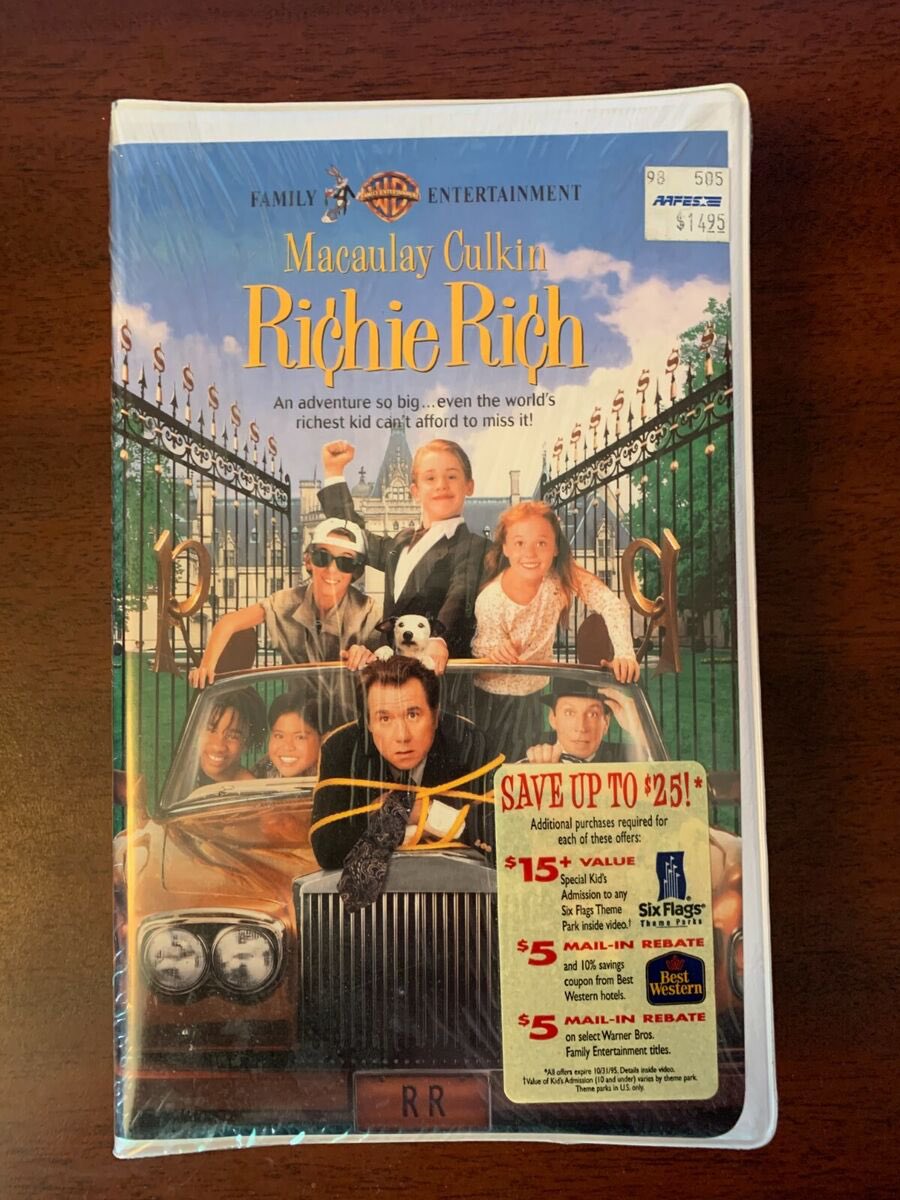 FAMILY ENTERTAINMENT
98 505
AAFES
$14.95
Macaulay Culkin
Ri¢hie Ri¢h
An adventure so big...even the world's
richest kid can't afford to miss it!
SAVE UP TO $25!*
Additional purchases required for
each of these offers:
$15+ VALUE
Special Kid's
Admission to any
Six Flags Theme
Park inside video.†
Six Flags®
Theme Parks
$5 MAIL-IN REBATE
and 10% savings
coupon from Best
Western hotels.
Best
Western
$5 MAIL-IN REBATE
on select Warner Bros.
Family Entertainment titles.
*All offers expire 10/31/95. Details inside video.
†Value of Kid's Admission (10 and under) varies by theme park.
Theme parks in U.S. only.
RR